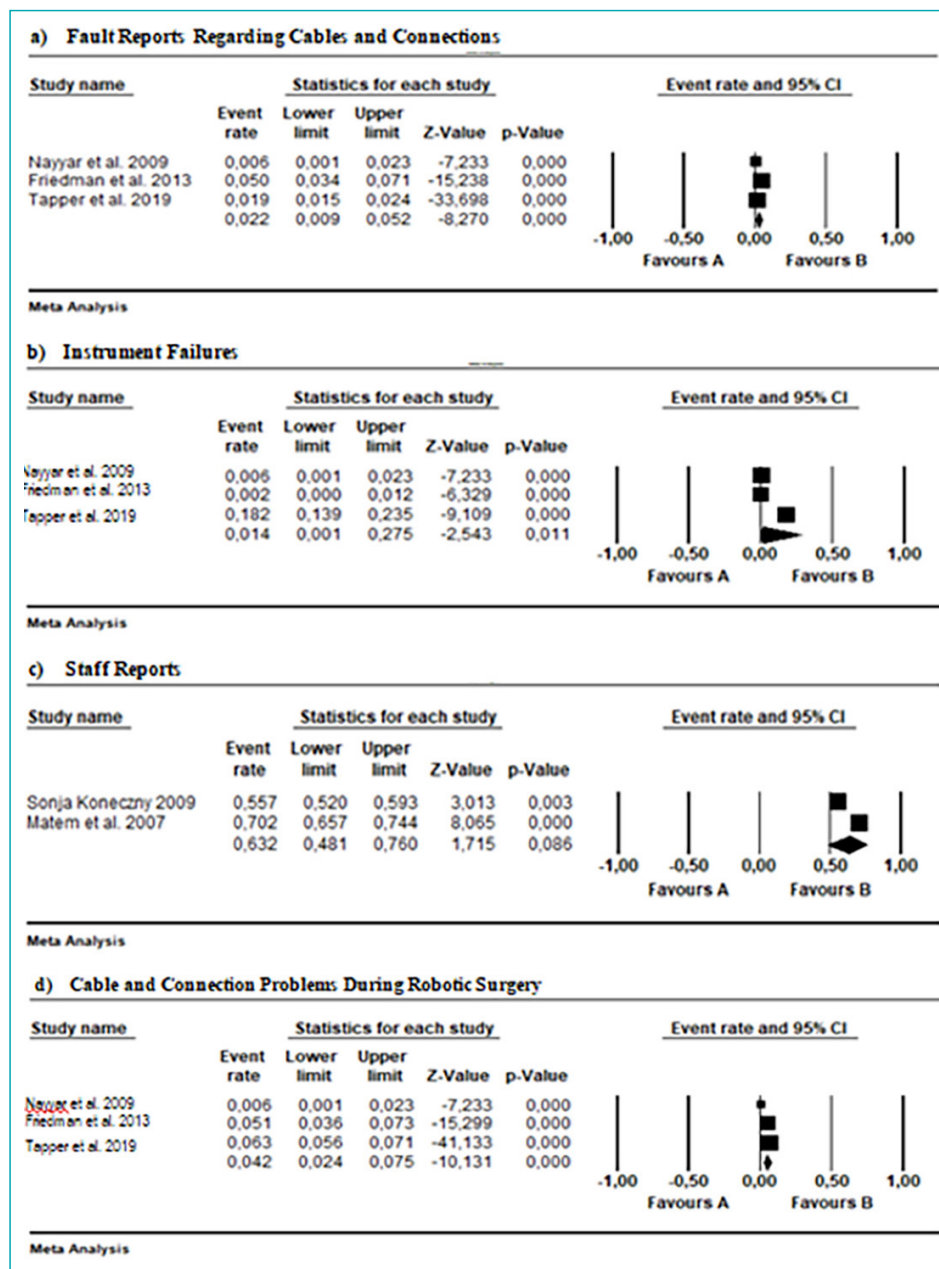 a) Fault Reports Regarding Cables and Connections
Study name Statistics for each study Event rate and 95% CI
Event Lower Upper
rate limit limit Z-Value p-Value
Nayyar et al. 2009 0,006 0,001 0,023 -7,233 0,000
Friedman et al. 2013 0,050 0,034 0,071 -15,238 0,000
Tapper et al. 2019 0,019 0,015 0,024 -33,698 0,000
0,022 0,009 0,052 -8,270 0,000
-1,00 -0,50 0,00 0,50 1,00
Favours A Favours B
Meta Analysis
b) Instrument Failures
Study name Statistics for each study Event rate and 95% CI
Event Lower Upper
rate limit limit Z-Value p-Value
Nayyar et al. 2009 0,006 0,001 0,023 -7,233 0,000
Friedman et al. 2013 0,002 0,000 0,012 -6,329 0,000
Tapper et al. 2019 0,182 0,139 0,235 -9,109 0,000
0,014 0,001 0,275 -2,543 0,011
-1,00 -0,50 0,00 0,50 1,00
Favours A Favours B
Meta Analysis
c) Staff Reports
Study name Statistics for each study Event rate and 95% CI
Event Lower Upper
rate limit limit Z-Value p-Value
Sonja Koneczny 2009 0,557 0,520 0,593 3,013 0,003
Matem et al. 2007 0,702 0,657 0,744 8,065 0,000
0,632 0,481 0,760 1,715 0,086
-1,00 -0,50 0,00 0,50 1,00
Favours A Favours B
Meta Analysis
d) Cable and Connection Problems During Robotic Surgery
Study name Statistics for each study Event rate and 95% CI
Event Lower Upper
rate limit limit Z-Value p-Value
Nayyar et al. 2009 0,006 0,001 0,023 -7,233 0,000
Friedman et al. 2013 0,051 0,036 0,073 -15,299 0,000
Tapper et al. 2019 0,063 0,056 0,071 -41,133 0,000
0,042 0,024 0,075 -10,131 0,000
-1,00 -0,50 0,00 0,50 1,00
Favours A Favours B
Meta Analysis